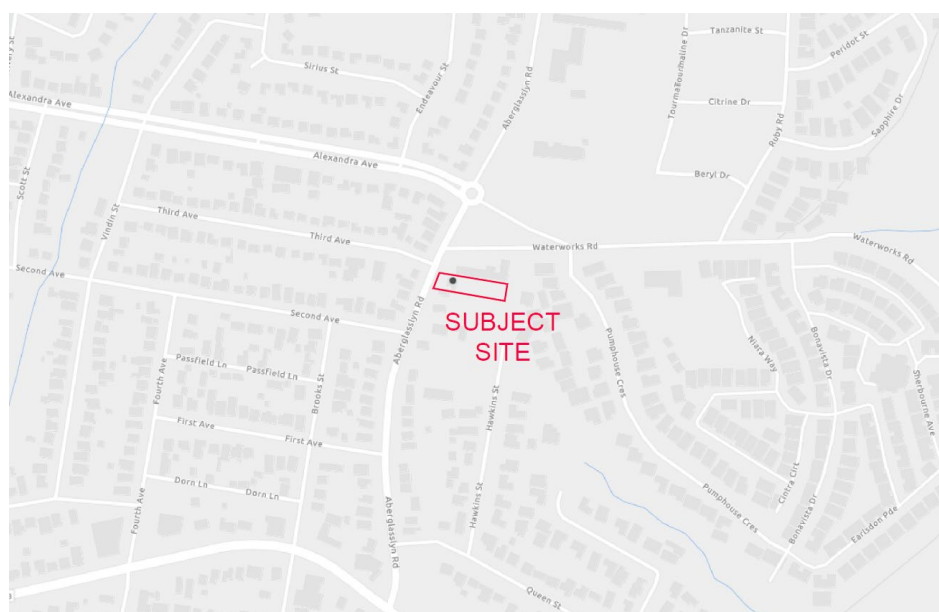 Tanzanite St
Peridot St
Sirius St
Endeavour St
Aberglasslyn Rd
Citrine Dr
Ruby Rd
Sapphire Dr
Alexandra Ave
Alexandra Ave
Scott St
Beryl Dr
Vindin St
Third Ave
Third Ave
Waterworks Rd
Waterworks Rd
Second Ave
Second Ave
Aberglasslyn Rd
SUBJECT
SITE
Pumphouse Cres
Niara Way
Bonavista Dr
Sherbourne Ave
Passfield Ln
Passfield Ln
Fourth Ave
Brooks St
Hawkins St
First Ave
First Ave
Dorn Ln
Dorn Ln
Fourth Ave
Aberglasslyn Rd
Hawkins St
Cintra Cirt
Pumphouse Cres
Bonavista Dr
Earlsdon Pde
Queen St